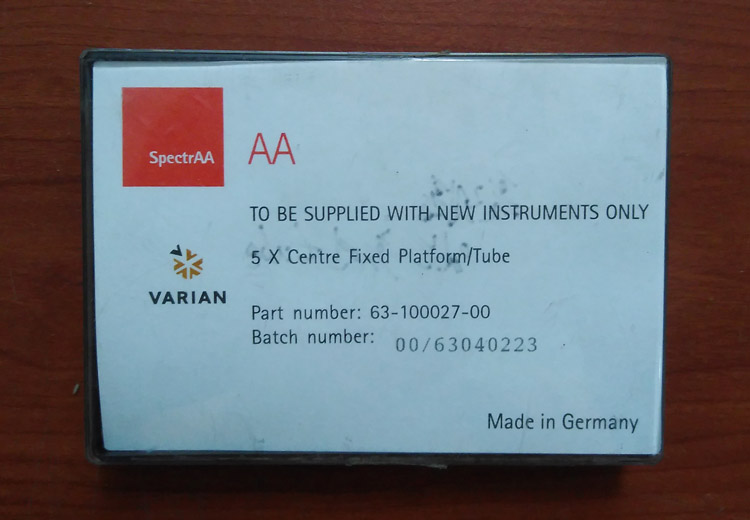 SpectrAA
AA
TO BE SUPPLIED WITH NEW INSTRUMENTS ONLY
5 X Centre Fixed Platform/Tube
VARIAN
Part number: 63-100027-00
Batch number: 00/63040223
Made in Germany